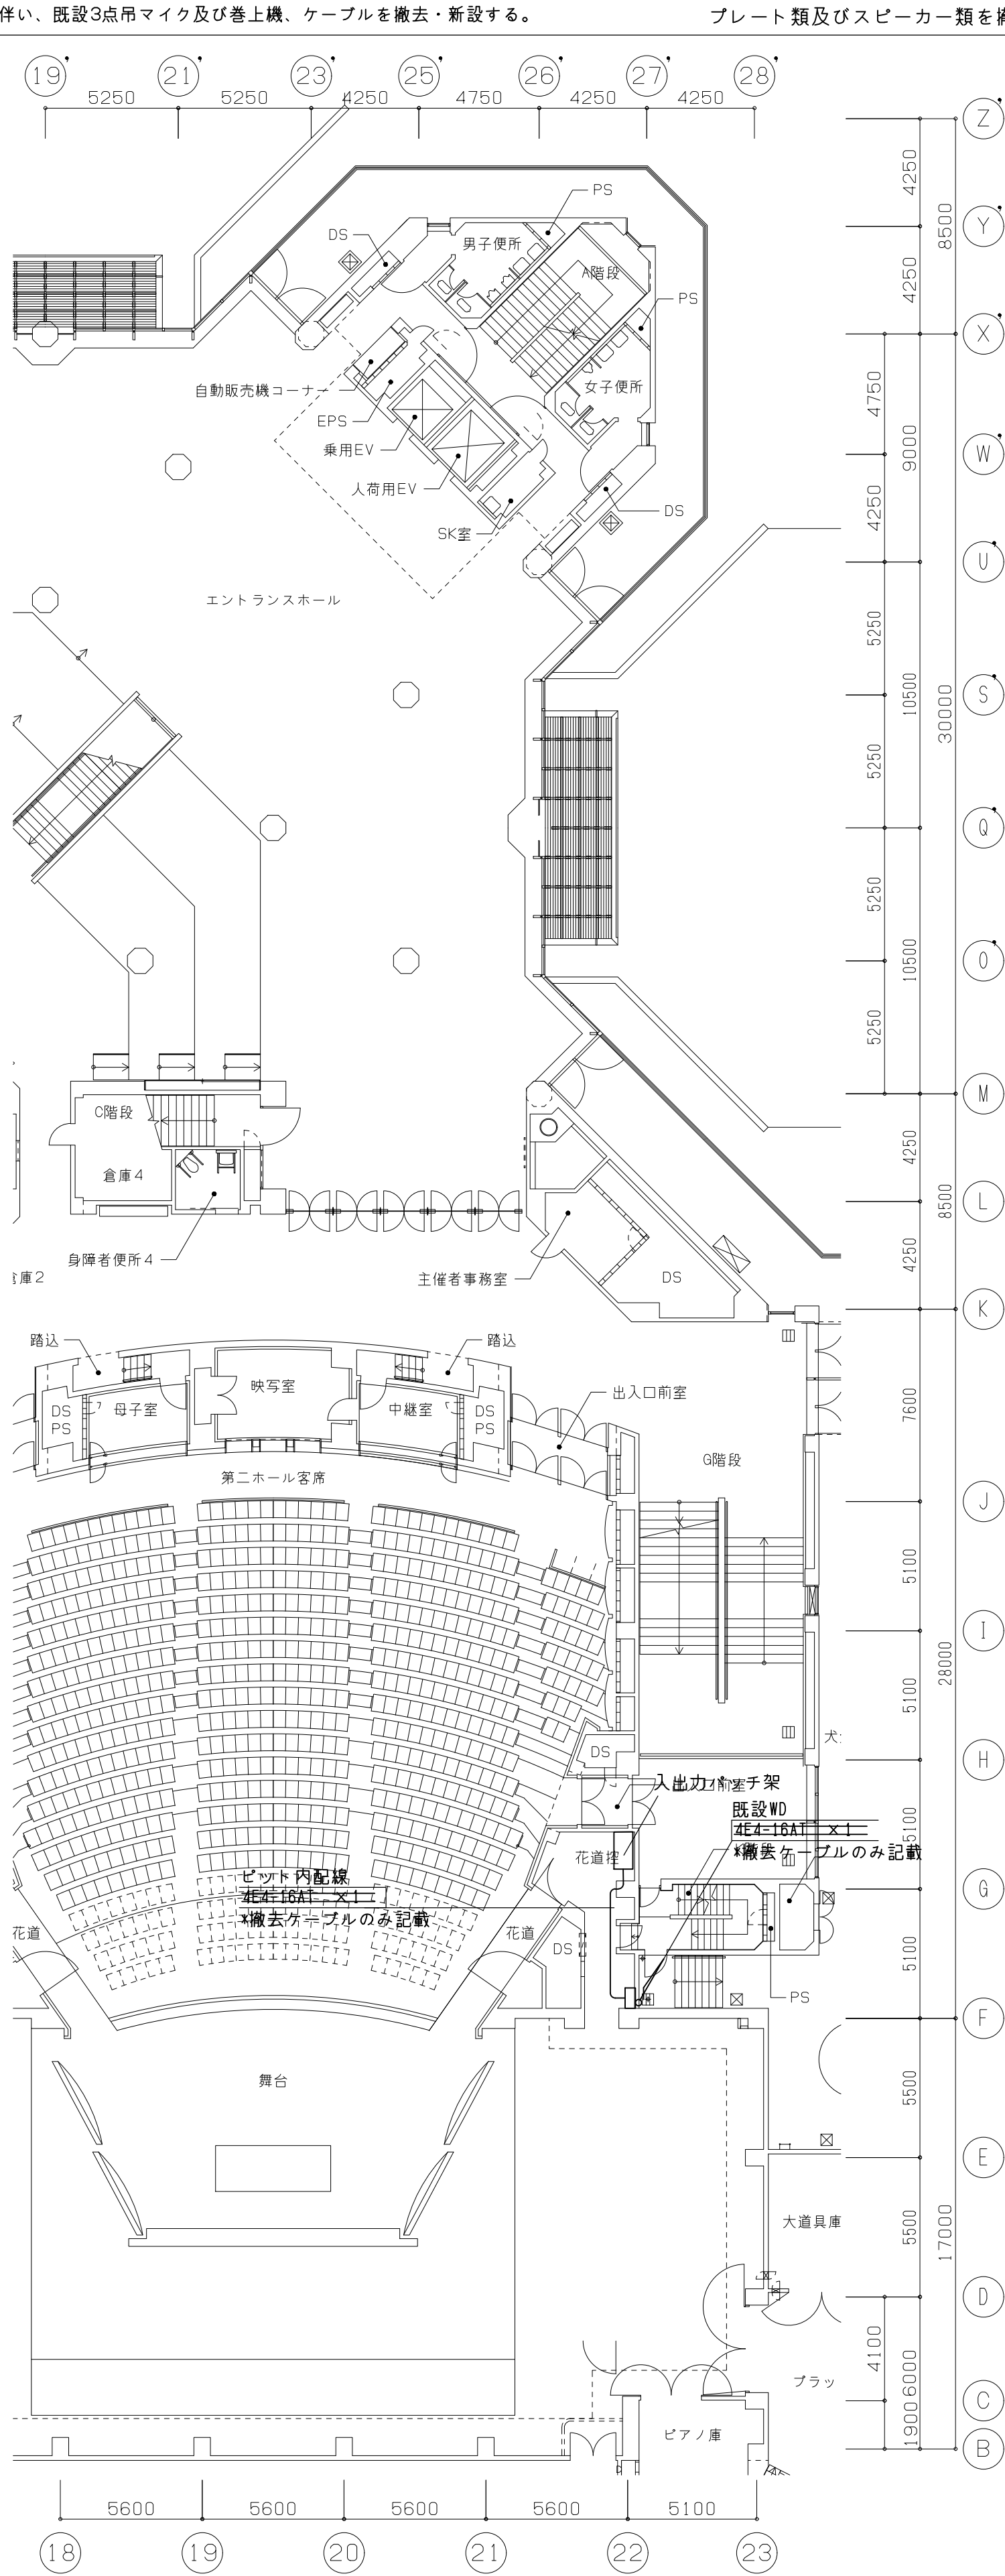 伴い、既設3点吊マイク及び巻上機、ケーブルを撤去・新設する。
プレート類及びスピーカー類を
19' 21' 23' 25' 26' 27' 28'
5250 5250 4250 4750 4250 4250
Z'
4250
8500
Y'
4250
X'
4750
9000
W'
4250
U'
5250
10500
30000
S'
5250
Q'
5250
10500
O'
5250
M
4250
8500
L
4250
K
7600
J
5100
I
28000
5100
H
5100
G
5100
F
5500
E
17000
5500
D
4100
6000
C
1900
B
PS
DS
男子便所
A階段
PS
自動販売機コーナー
女子便所
EPS
乗用EV
人荷用EV
DS
SK室
エントランスホール
C階段
倉庫4
身障者便所4
倉庫2
主催者事務室
DS
踏込
踏込
出入口前室
映写室
DS
PS
母子室
中継室
DS
PS
G階段
第二ホール客席
DS
入出力パッチ架
既設WD
4E4-16AT ×1
*撤去ケーブルのみ記載
花道控
ピット内配線
4E4-16AT ×1
*撤去ケーブルのみ記載
花道
花道
DS
PS
舞台
大道具庫
ブラッ
ピアノ庫
5600 5600 5600 5600 5100
18 19 20 21 22 23